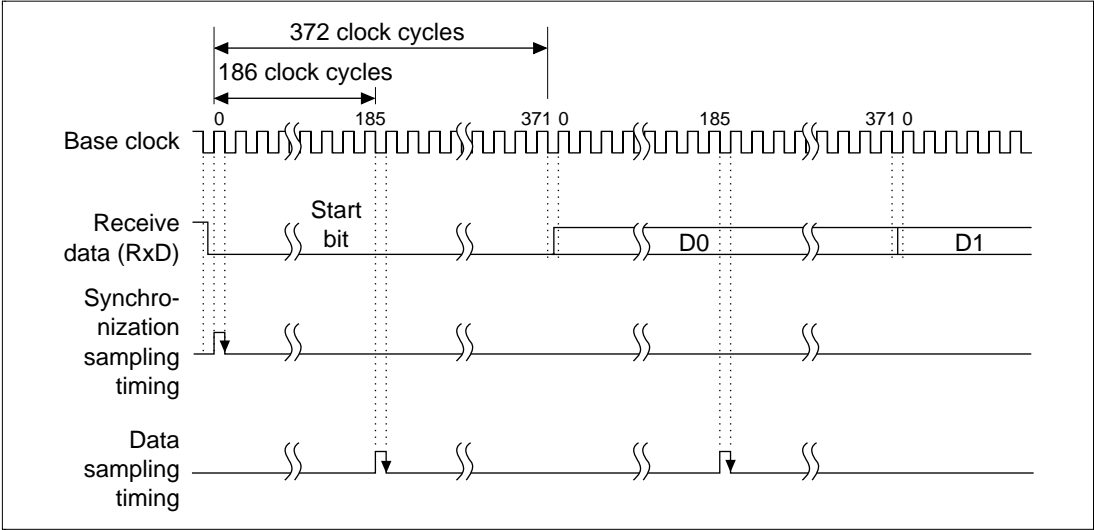 372 clock cycles
186 clock cycles
0 185 371 0 185 371 0
Base clock
Receive
data (RxD)
Start
bit
D0 D1
Synchro-
nization
sampling
timing
Data
sampling
timing